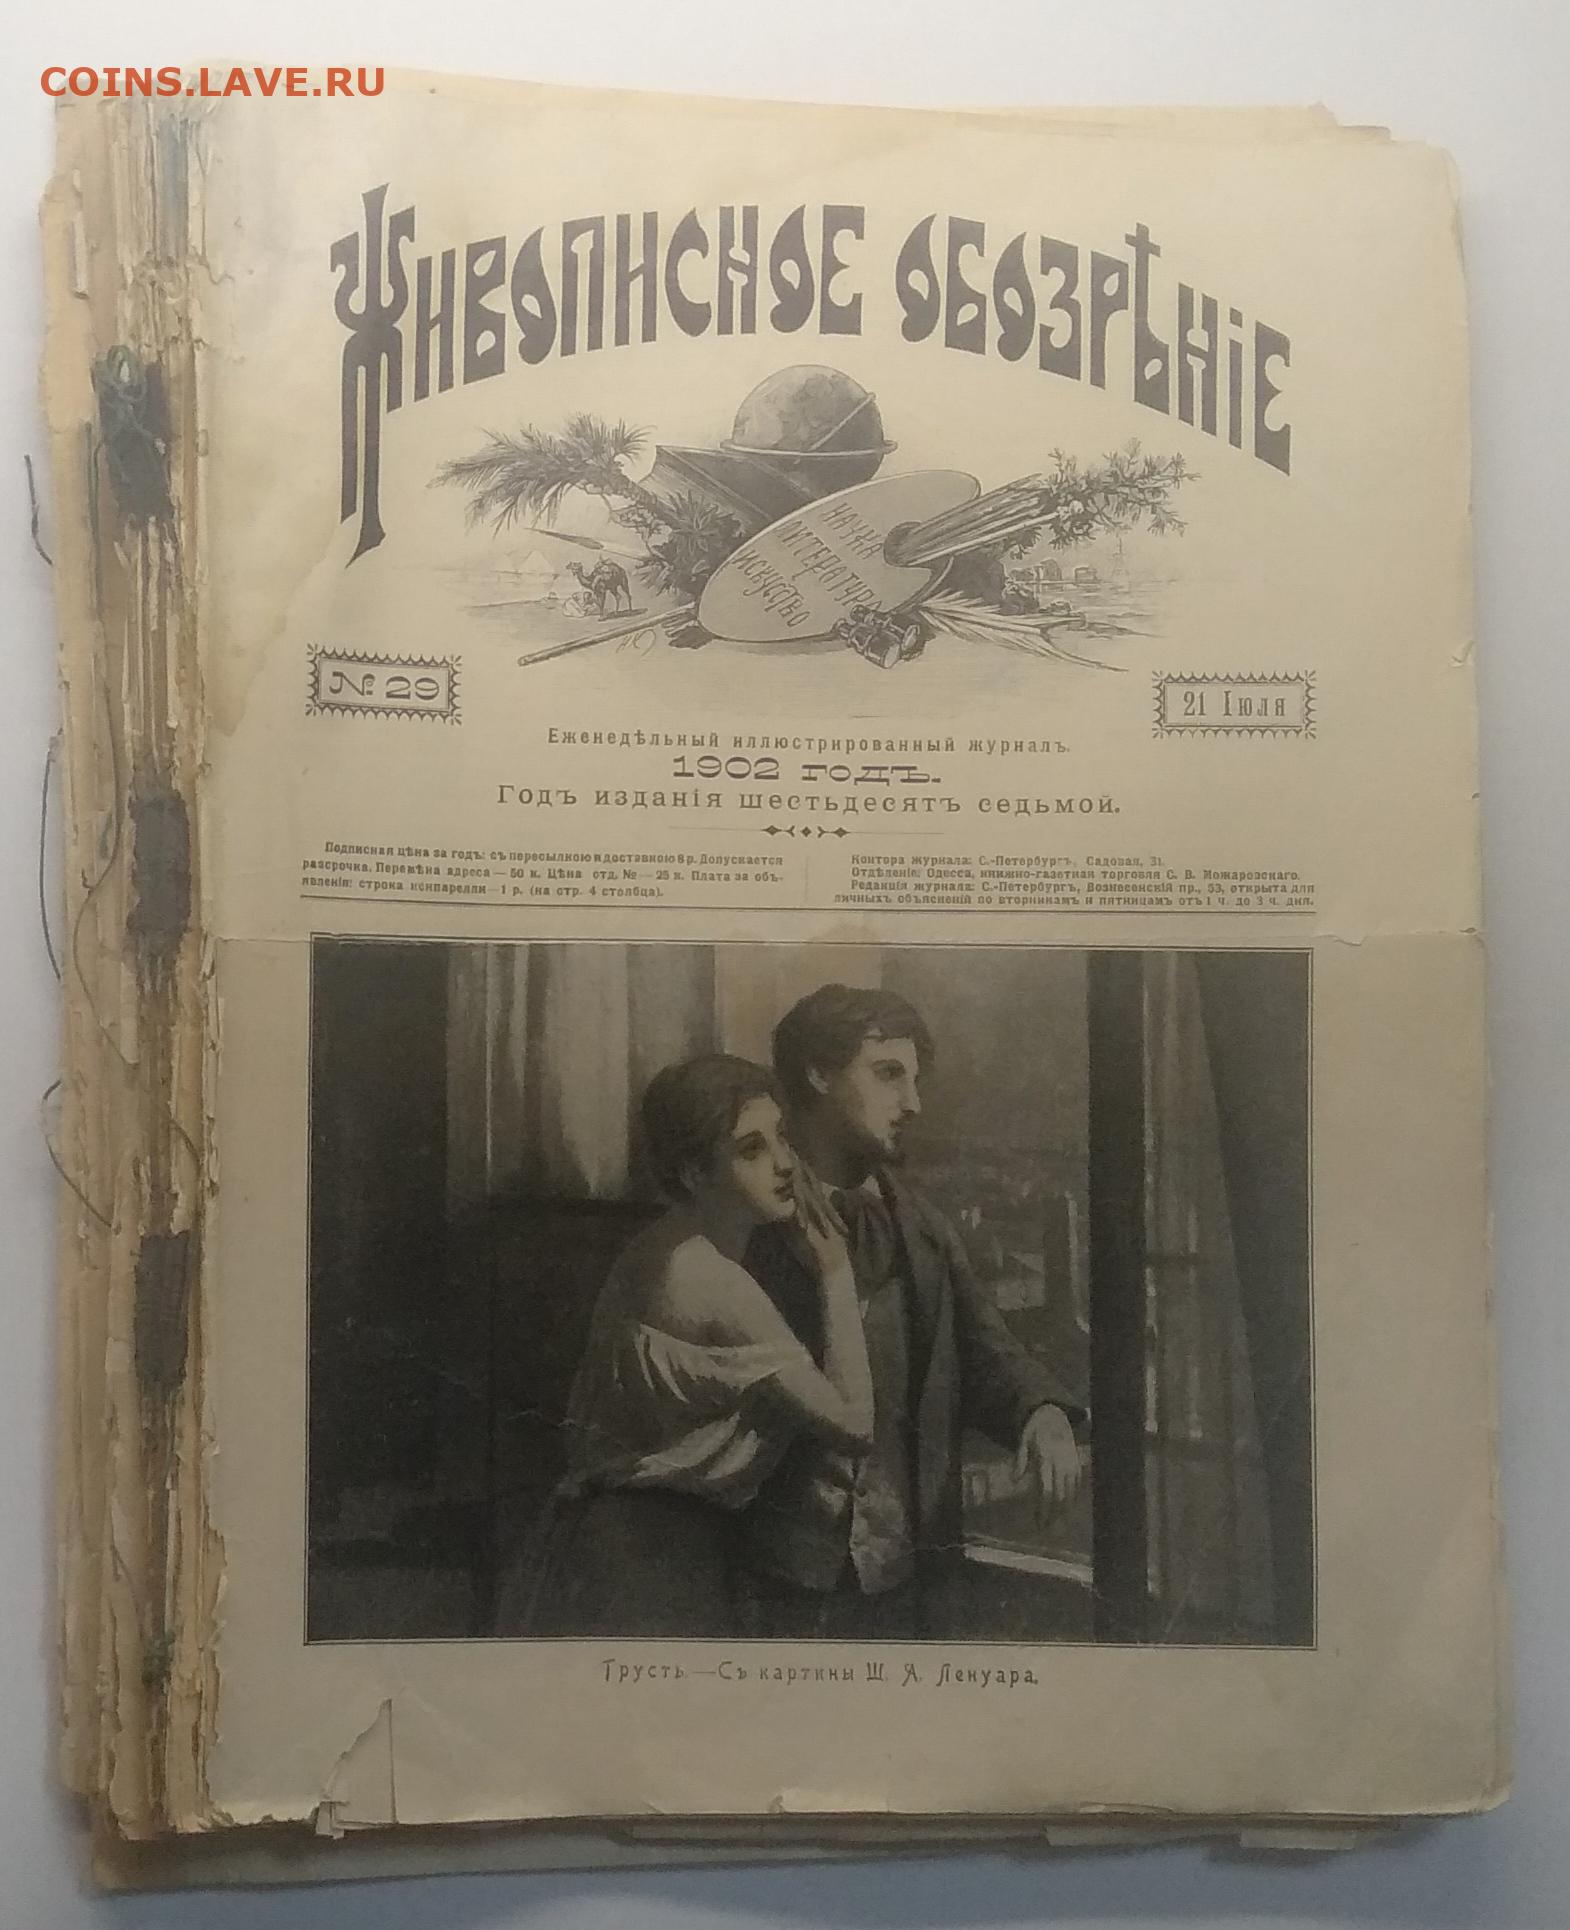 COINS.LAVE.RU
Живописное обозрѣніе
НАУКА
ЛИТЕРАТУРА
ИСКУССТВО
№ 29
21 Іюля
Еженедѣльный иллюстрированный журналъ.
1902 годъ.
Годъ изданія шестьдесятъ седьмой.
Подписная цѣна за годъ: съ пересылкою и доставкою 8 р. Допускается
разсрочка. Перемѣна адреса — 50 к. Цѣна отд. № — 25 к. Плата за объ-
явленія: строка нонпарелли — 1 р. (на стр. 4 столбца).
Контора журнала: С.-Петербургъ, Садовая, 31.
Отдѣленіе: Одесса, книжно-газетная торговля С. В. Можаровскаго.
Редакція журнала: С.-Петербургъ, Вознесенскій пр., 53, открыта для
личныхъ объясненій по вторникамъ и пятницамъ отъ 1 ч. до 3 ч. дня.
Грусть.—Съ картины Ш. А. Ленуара.